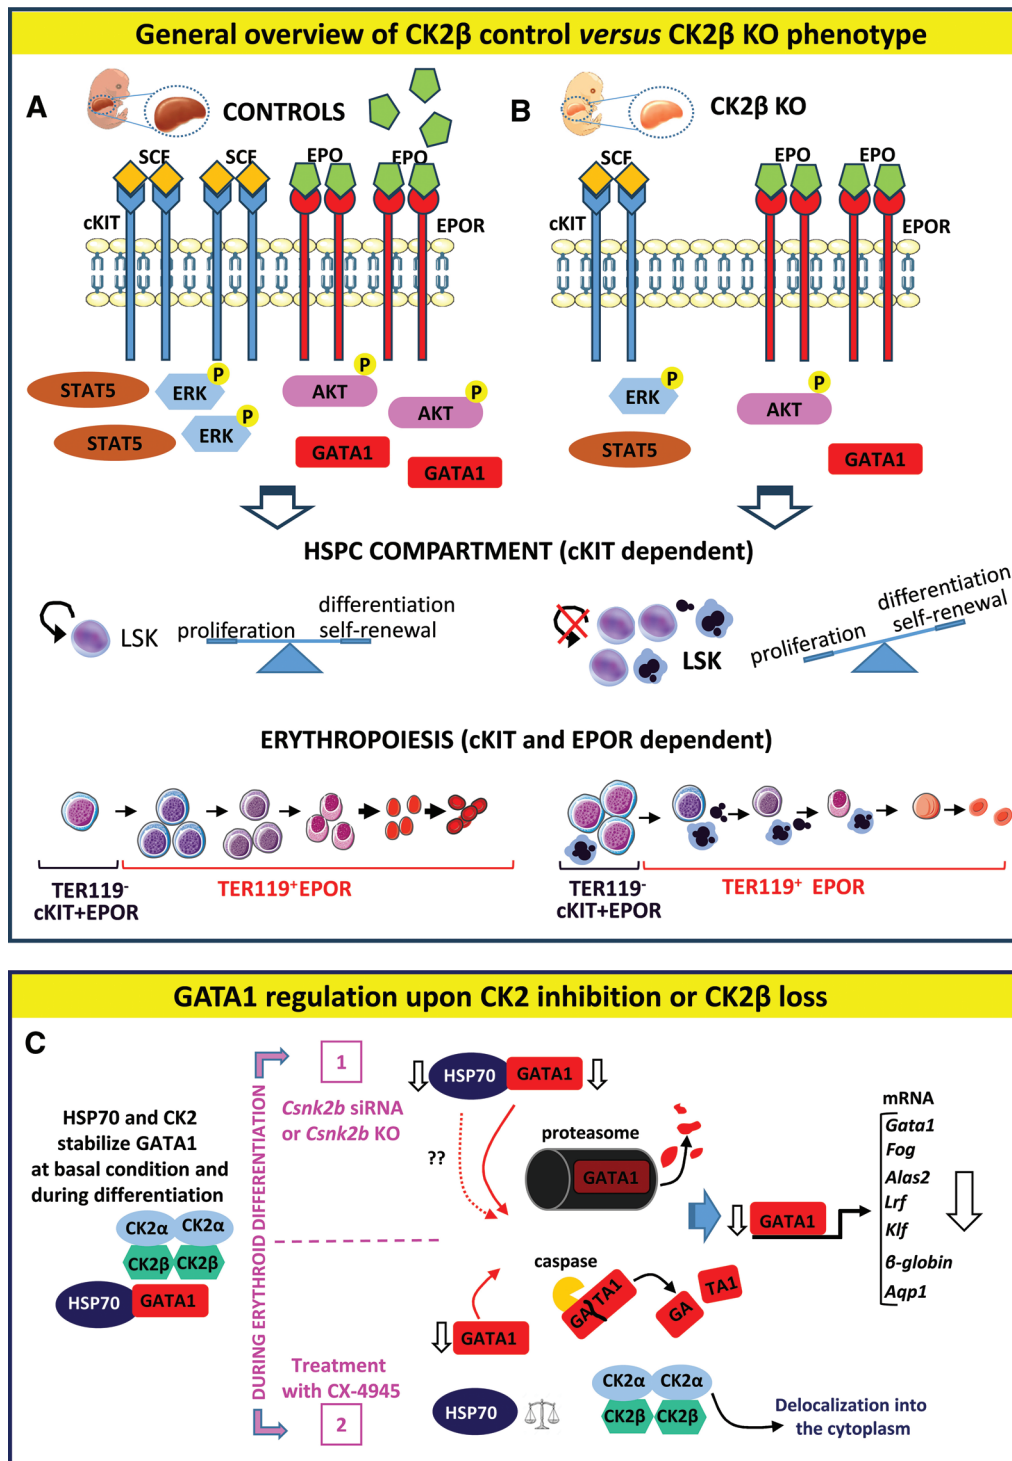 General overview of CK2β control versus CK2β KO phenotype
A
CONTROLS
SCF
SCF
EPO
EPO
cKIT
EPOR
STAT5
ERK
P
STAT5
ERK
P
AKT
P
AKT
P
GATA1
GATA1
B
CK2β KO
SCF
EPO
EPO
cKIT
EPOR
ERK
P
STAT5
AKT
P
GATA1
HSPC COMPARTMENT (cKIT dependent)
LSK
proliferation
differentiation
self-renewal
LSK
proliferation
differentiation
self-renewal
ERYTHROPOIESIS (cKIT and EPOR dependent)
TER119-
cKIT+EPOR
TER119+EPOR
TER119-
cKIT+EPOR
TER119+ EPOR
GATA1 regulation upon CK2 inhibition or CK2β loss
C
HSP70 and CK2
stabilize GATA1
at basal condition and
during differentiation
CK2α
CK2α
CK2β
CK2β
HSP70
GATA1
DURING ERYTHROID DIFFERENTIATION
1
Csnk2b siRNA
or Csnk2b KO
HSP70
GATA1
??
proteasome
GATA1
GATA1
mRNA
Gata1
Fog
Alas2
Lrf
Klf
β-globin
Aqp1
caspase
GATA1
GA
TA1
GATA1
Treatment
with CX-4945
2
HSP70
CK2α
CK2α
CK2β
CK2β
Delocalization into
the cytoplasm